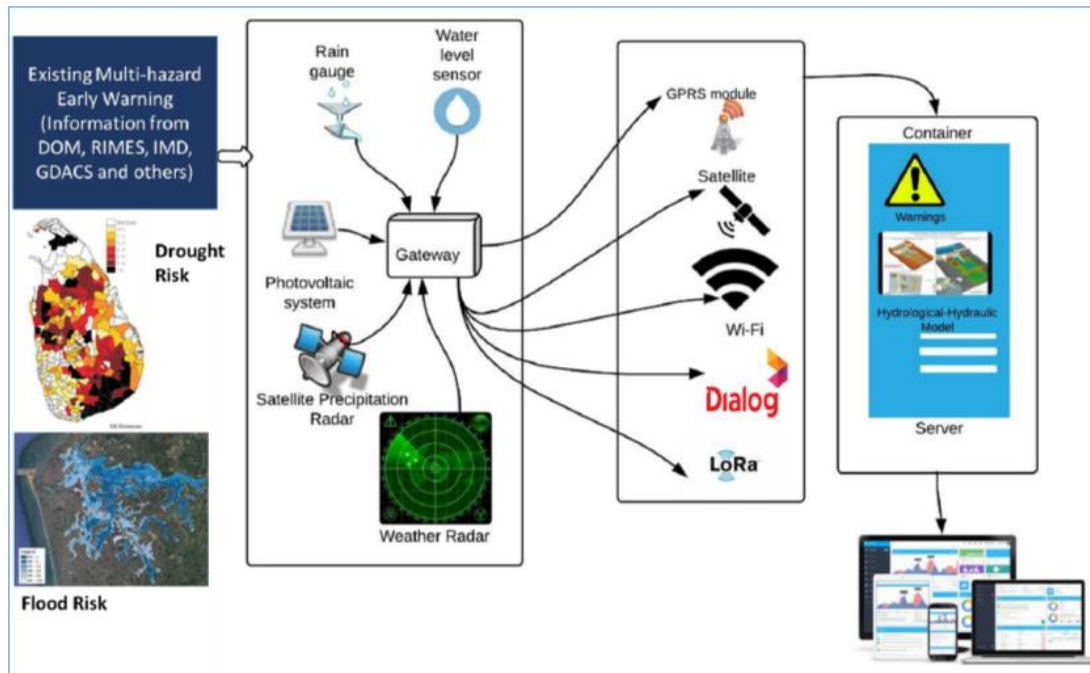 Existing Multi-hazard
Early Warning
(Information from
DOM, RIMES, IMD,
GDACS and others)
Drought
Risk
Flood Risk
Rain
gauge
Water
level
sensor
Gateway
Photovoltaic
system
Satellite Precipitation
Radar
Weather Radar
GPRS module
Satellite
Wi-Fi
Dialog
LoRa
Container
Warnings
Hydrological-Hydraulic
Model
Server